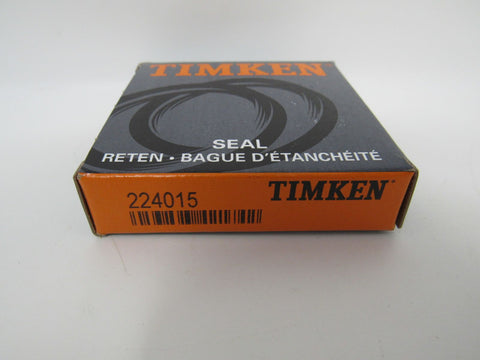 TIMKEN
SEAL
RETEN · BAGUE D'ÉTANCHÉITÉ
224015
TIMKEN